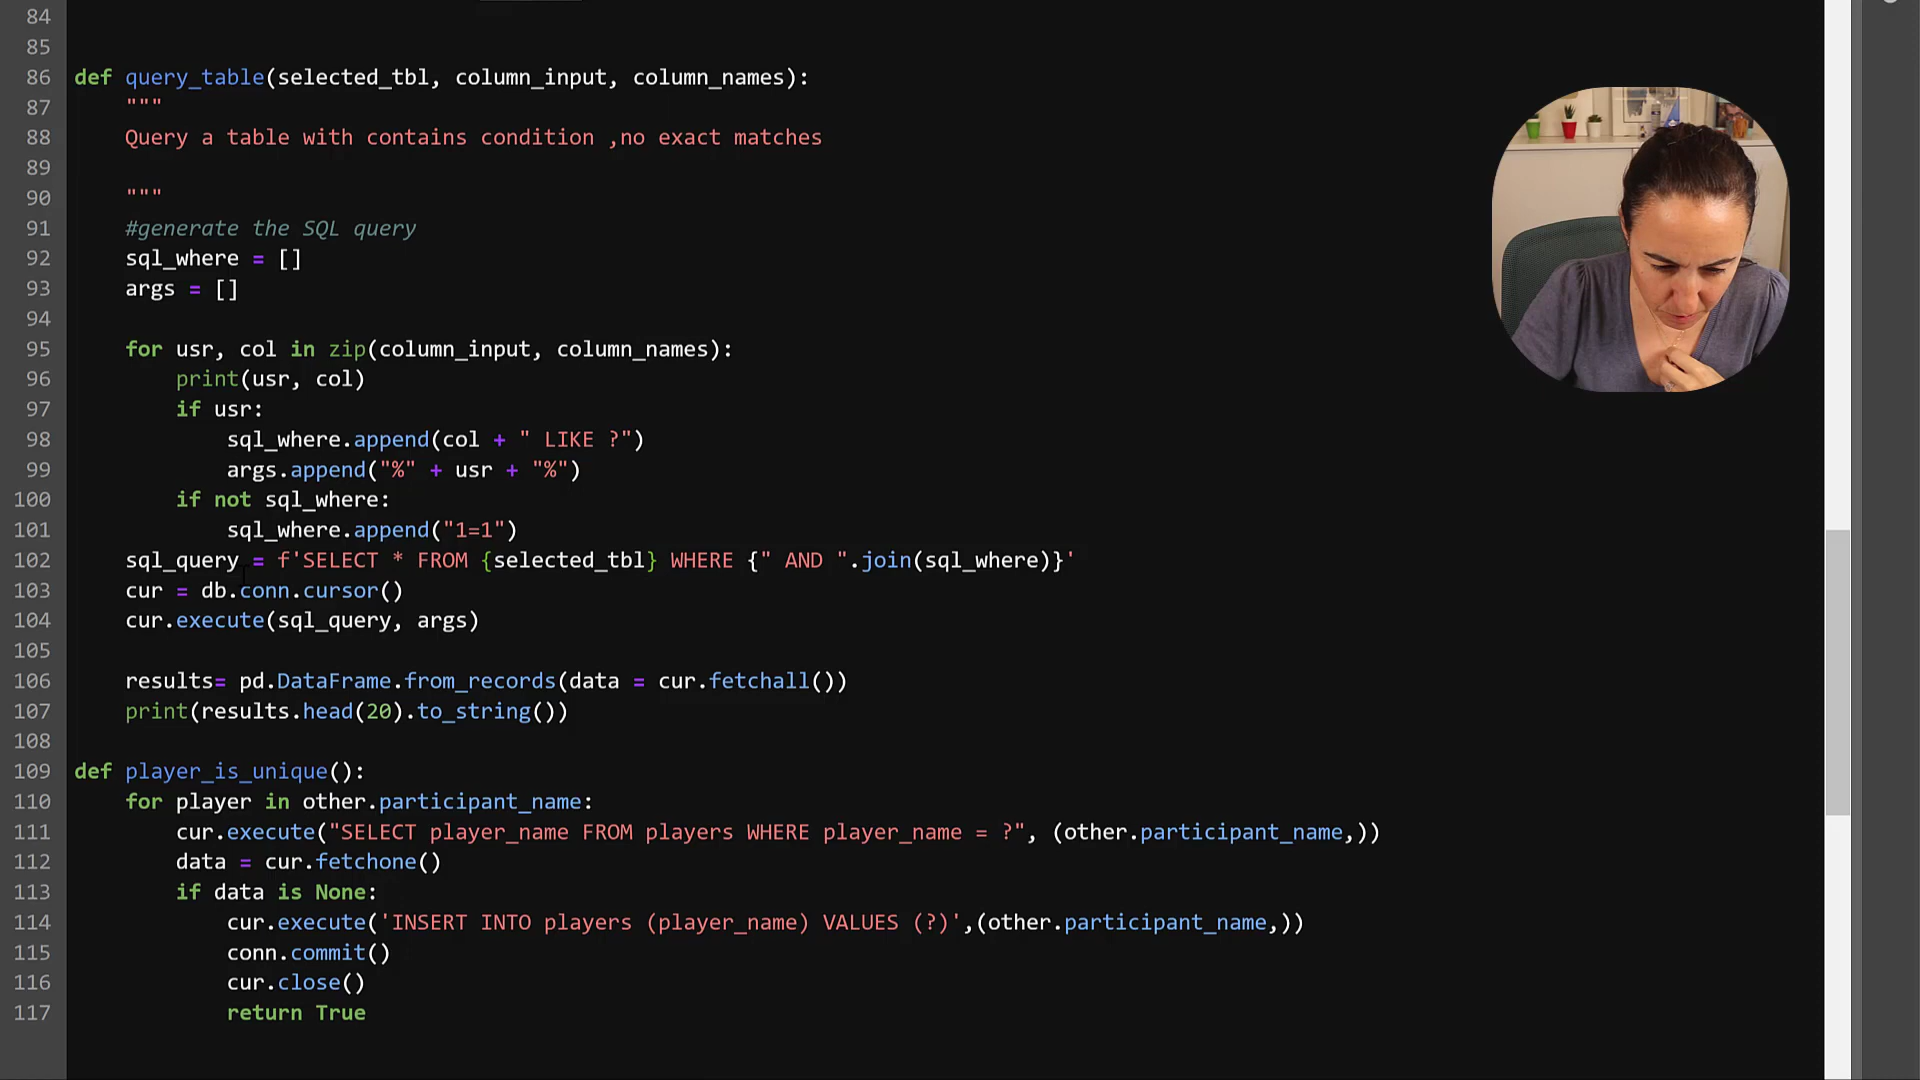 84
85
86 def query_table(selected_tbl, column_input, column_names):
87     """
88     Query a table with contains condition ,no exact matches
89
90     """
91     #generate the SQL query
92     sql_where = []
93     args = []
94
95     for usr, col in zip(column_input, column_names):
96         print(usr, col)
97         if usr:
98             sql_where.append(col + " LIKE ?")
99             args.append("%" + usr + "%")
100         if not sql_where:
101             sql_where.append("1=1")
102     sql_query = f'SELECT * FROM {selected_tbl} WHERE {" AND ".join(sql_where)}'
103     cur = db.conn.cursor()
104     cur.execute(sql_query, args)
105
106     results= pd.DataFrame.from_records(data = cur.fetchall())
107     print(results.head(20).to_string())
108
109 def player_is_unique():
110     for player in other.participant_name:
111         cur.execute("SELECT player_name FROM players WHERE player_name = ?", (other.participant_name,))
112         data = cur.fetchone()
113         if data is None:
114             cur.execute('INSERT INTO players (player_name) VALUES (?)',(other.participant_name,))
115             conn.commit()
116             cur.close()
117             return True